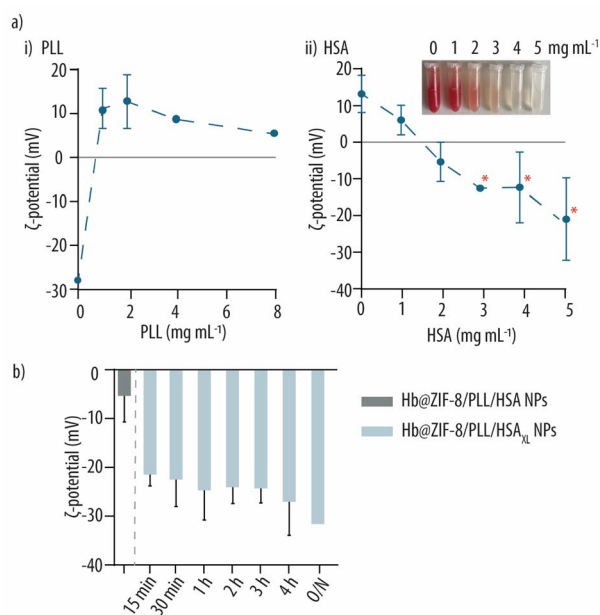 a)
i) PLL
ii) HSA
0 1 2 3 4 5 mg mL⁻¹
20
10
0
-10
-20
-30
ζ-potential (mV)
0 2 4 6 8
PLL (mg mL⁻¹)
20
10
0
-10
-20
-30
-40
ζ-potential (mV)
* * *
0 1 2 3 4 5
HSA (mg mL⁻¹)
b)
0
-10
-20
-30
-40
ζ-potential (mV)
15 min
30 min
1 h
2 h
3 h
4 h
O/N
Hb@ZIF-8/PLL/HSA NPs
Hb@ZIF-8/PLL/HSA_XL NPs